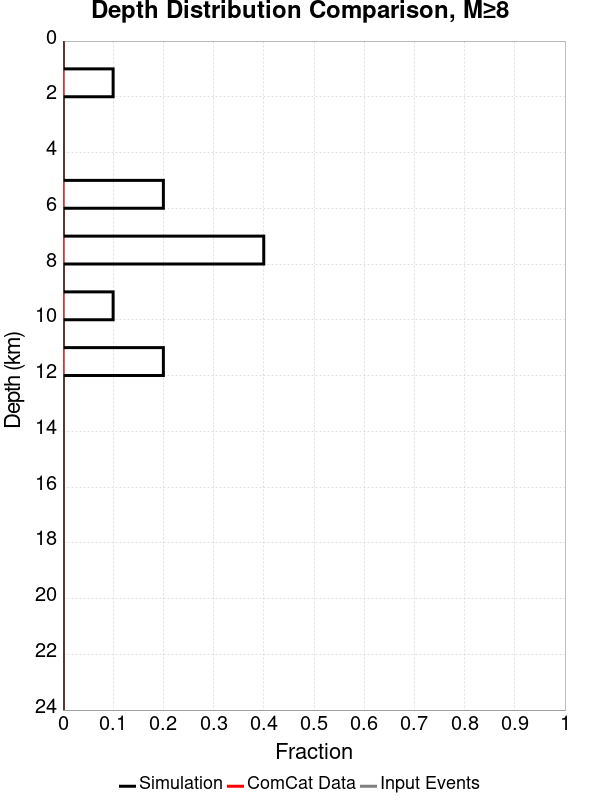 Depth Distribution Comparison, M≥8
0
2
4
6
8
10
12
14
16
18
20
22
24
Depth (km)
0 0.1 0.2 0.3 0.4 0.5 0.6 0.7 0.8 0.9 1
Fraction
Simulation ComCat Data Input Events